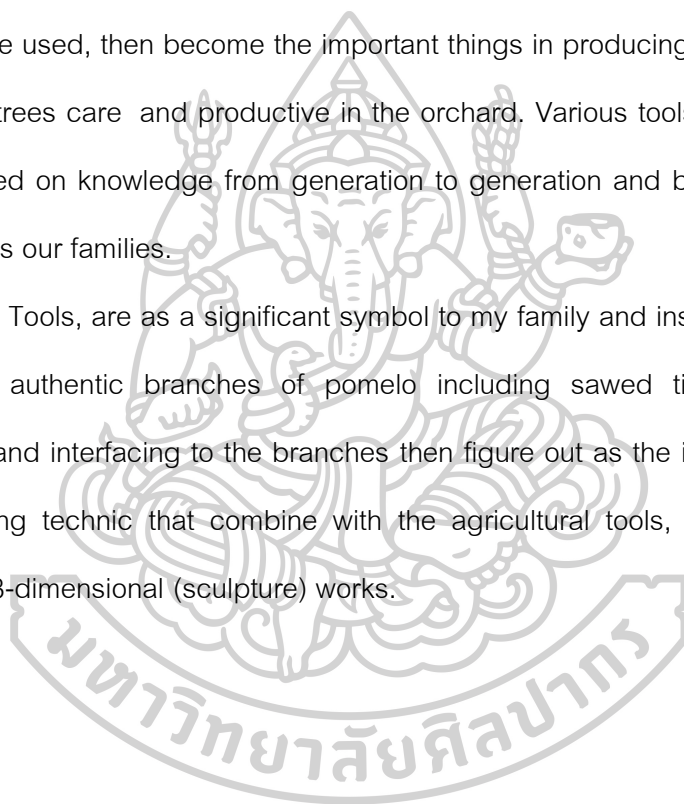 e used, then become the important things in producing
trees care and productive in the orchard. Various tools
ed on knowledge from generation to generation and b
s our families.
Tools, are as a significant symbol to my family and ins
authentic branches of pomelo including sawed ti
and interfacing to the branches then figure out as the i
ng technic that combine with the agricultural tools,
3-dimensional (sculpture) works.
มหาวิทยาลัยศิลปากร